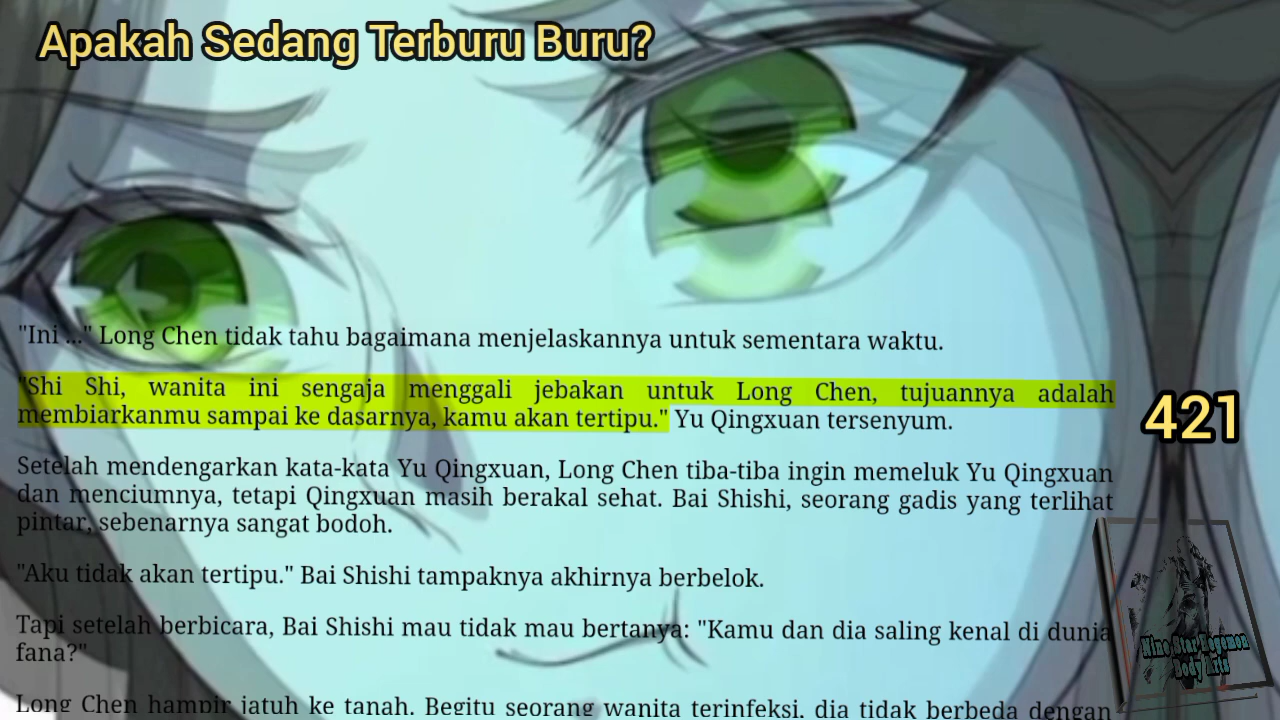 Apakah Sedang Terburu Buru?
"Ini ..." Long Chen tidak tahu bagaimana menjelaskannya untuk sementara waktu.
"Shi Shi, wanita ini sengaja menggali jebakan untuk Long Chen, tujuannya adalah
membiarkanmu sampai ke dasarnya, kamu akan tertipu." Yu Qingxuan tersenyum.
421
Setelah mendengarkan kata-kata Yu Qingxuan, Long Chen tiba-tiba ingin memeluk Yu Qingxuan
dan menciumnya, tetapi Qingxuan masih berakal sehat. Bai Shishi, seorang gadis yang terlihat
pintar, sebenarnya sangat bodoh.
"Aku tidak akan tertipu." Bai Shishi tampaknya akhirnya berbelok.
Tapi setelah berbicara, Bai Shishi mau tidak mau bertanya: "Kamu dan dia saling kenal di dunia
fana?"
Nine Star Hegemon
Body Arts
Long Chen hampir jatuh ke tanah. Begitu seorang wanita terinfeksi, dia tidak berbeda dengan